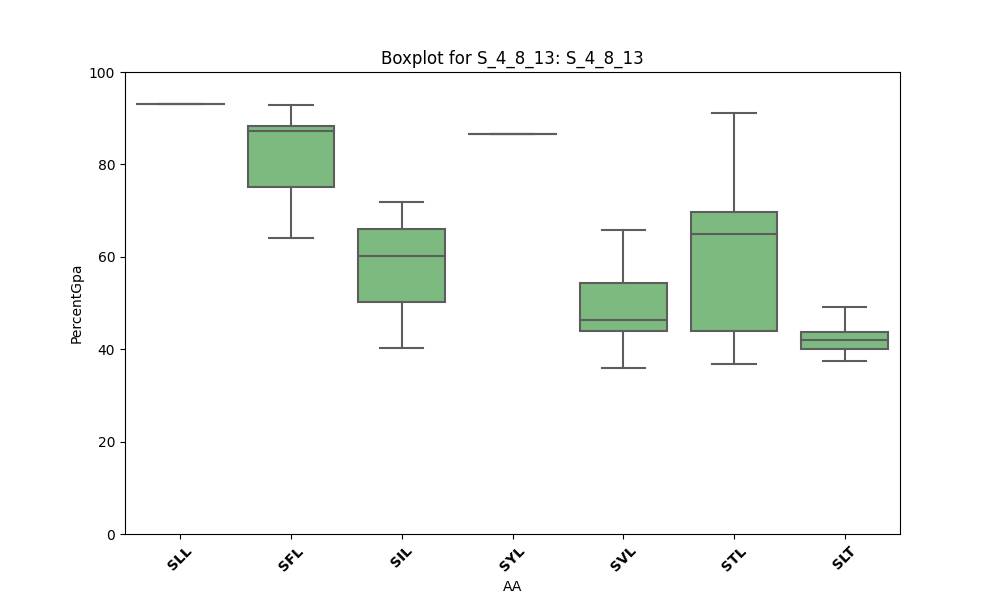 Boxplot for S_4_8_13: S_4_8_13
100
80
60
40
20
0
PercentGpa
SLL
SFL
SIL
SYL
SVL
STL
SLT
AA